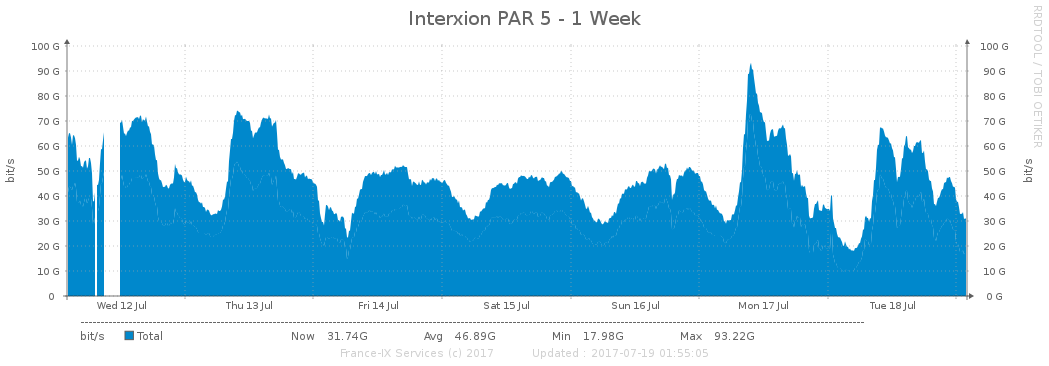 Interxion PAR 5 - 1 Week
RRDTOOL / TOBI OETIKER
bit/s
100 G 100 G
90 G 90 G
80 G 80 G
70 G 70 G
60 G 60 G
50 G 50 G
40 G 40 G
30 G 30 G
20 G 20 G
10 G 10 G
0 0 G
bit/s
Wed 12 Jul Thu 13 Jul Fri 14 Jul Sat 15 Jul Sun 16 Jul Mon 17 Jul Tue 18 Jul
bit/s Total Now 31.74G Avg 46.89G Min 17.98G Max 93.22G
France-IX Services (c) 2017 Updated : 2017-07-19 01:55:05